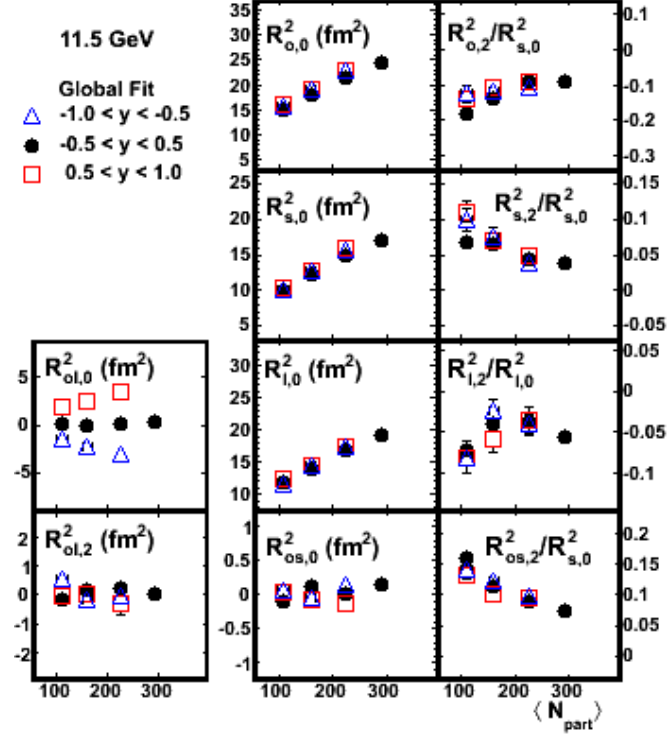 11.5 GeV
Global Fit
-1.0 < y < -0.5
-0.5 < y < 0.5
0.5 < y < 1.0
R²o,0 (fm²)
35
30
25
20
15
10
5
R²o,2/R²s,0
0.1
0
-0.1
-0.2
-0.3
R²s,0 (fm²)
25
20
15
10
5
R²s,2/R²s,0
0.15
0.1
0.05
0
-0.05
R²ol,0 (fm²)
5
0
-5
R²l,0 (fm²)
30
25
20
15
10
R²l,2/R²l,0
0.05
0
-0.05
-0.1
R²ol,2 (fm²)
2
1
0
-1
-2
R²os,0 (fm²)
1
0.5
0
-0.5
-1
R²os,2/R²s,0
0.2
0.15
0.1
0.05
0
100 200 300
100 200 300
100 200 300
⟨ Npart ⟩